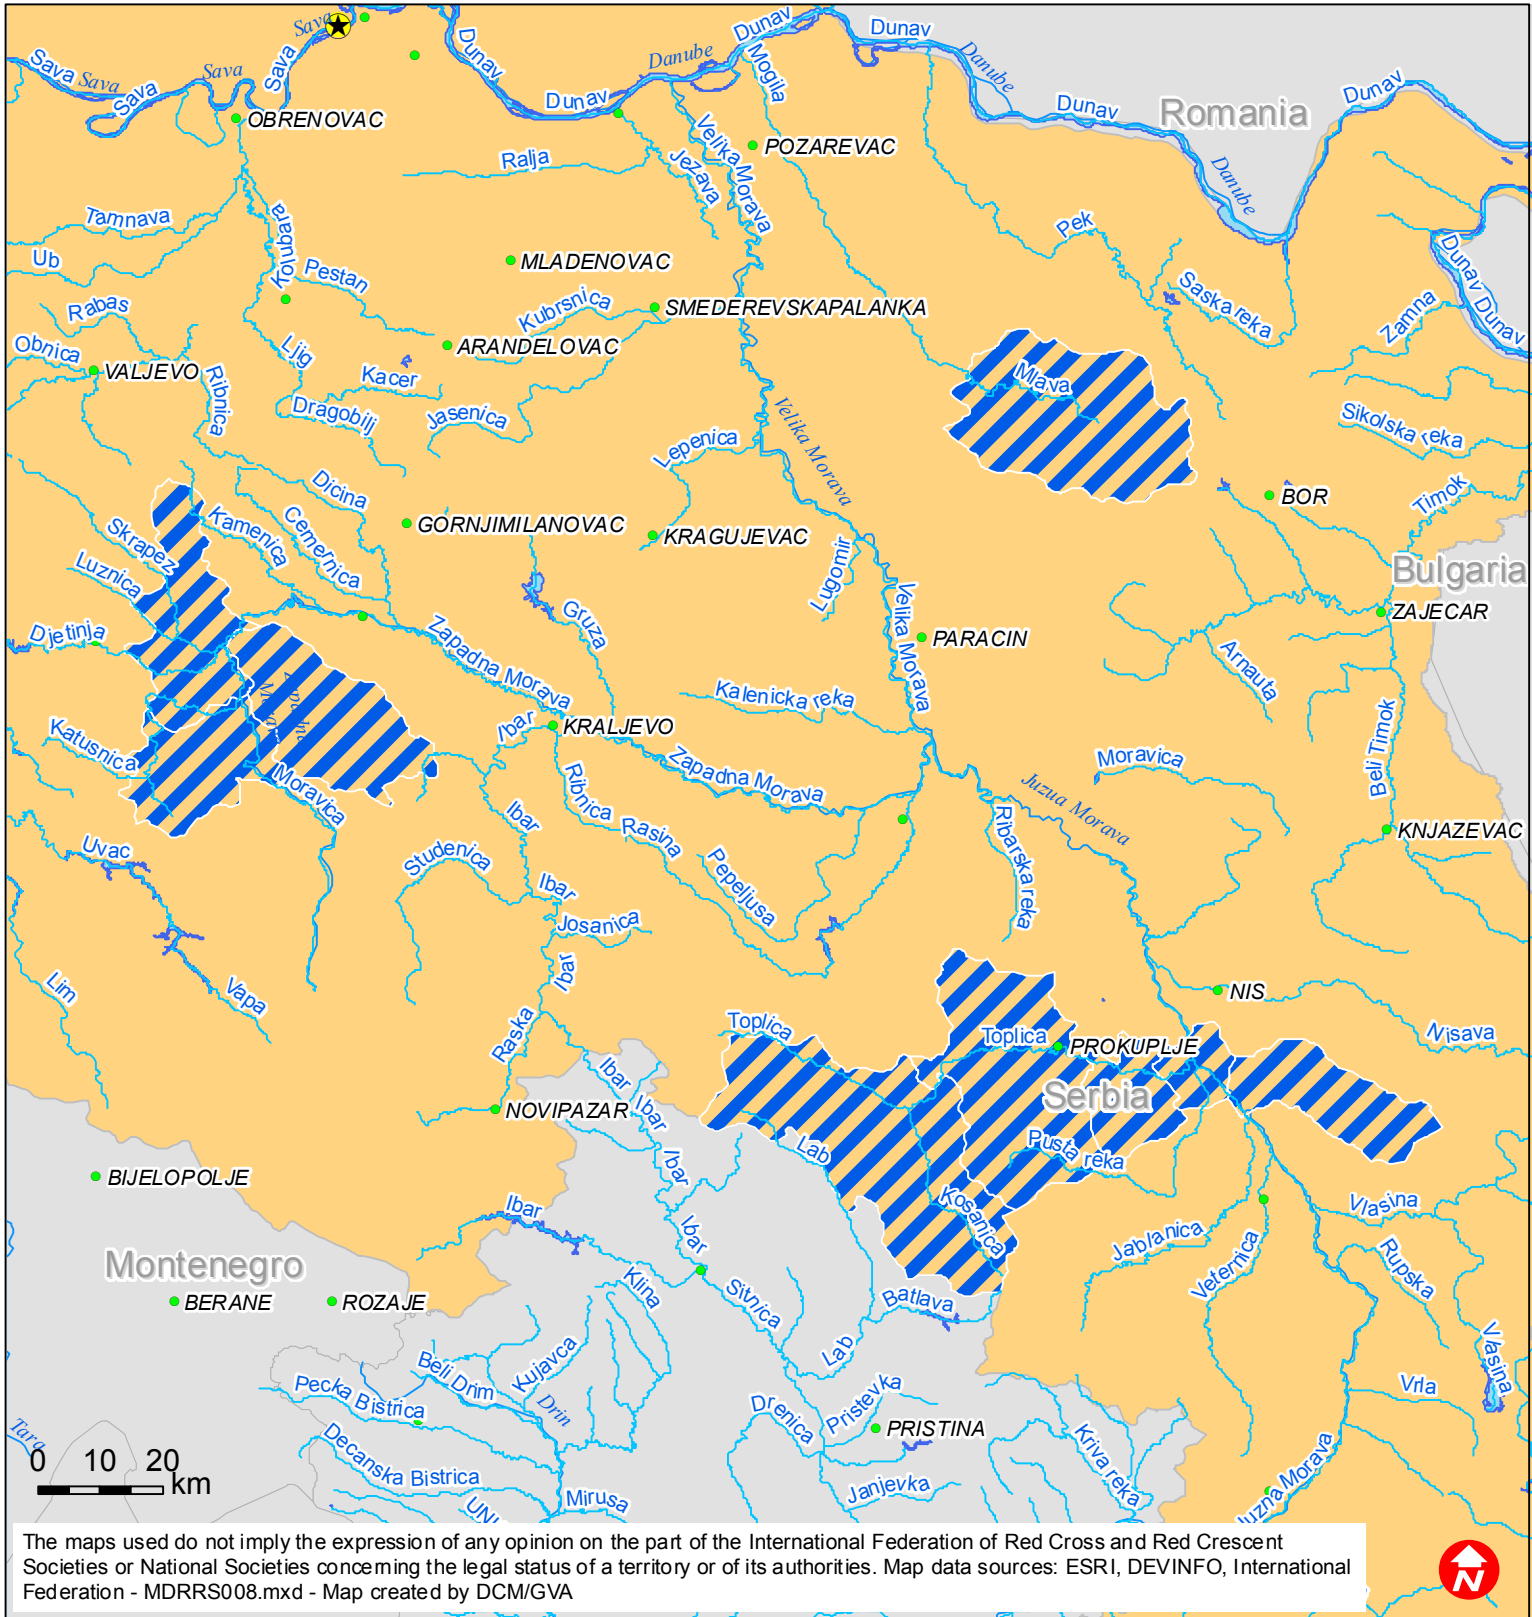 Sava
Dunav
Dunav
Sava
Sava
Sava
Sava
Sava
Danube
Mogila
Danube
Dunav
Dunav
Romania
Dunav
OBRENOVAC
Velika Morava
POZAREVAC
Ralja
Jezava
Danube
Tamnava
Kolubara
Pek
Ub
Pestan
MLADENOVAC
Dunav
Dunav
Saska reka
Rabas
Kubrsnica
SMEDEREVSKAPALANKA
Zamna
Obnica
VALJEVO
Ljig
ARANDELOVAC
Ribnica
Kacer
Mlava
Dragobilj
Jasenica
Velika Morava
Sikolska reka
Lepenica
Dicina
BOR
Timok
Skrapez
Kamenica
Cemernica
GORNJIMILANOVAC
KRAGUJEVAC
Luznica
Lugomir
Bulgaria
Gruza
Velika Morava
ZAJECAR
Djetinja
Zapadna Morava
PARACIN
Arnauta
Zapadna
Morava
Kalenicka reka
Katusnica
Ibar
KRALJEVO
Beli Timok
Moravica
Zapadna Morava
Moravica
Juzua Morava
Ribnica
Rasina
Ibar
Ribarska reka
KNJAZEVAC
Uvac
Studenica
Pepeljusa
Ibar
Josanica
Ibar
Lim
Vapa
NIS
Raska
Toplica
Toplica
PROKUPLJE
Nisava
Ibar
Serbia
NOVIPAZAR
Ibar
Lab
Pusta reka
Ibar
BIJELOPOLJE
Ibar
Kosanica
Vlasina
Ibar
Jablanica
Veternica
Rupska
Montenegro
Klina
Sitnica
Batlava
BERANE
ROZAJE
Lab
Vlasina
Kujavca
Beli Drim
Pecka Bistrica
Drin
Pristevka
Vrla
Drenica
PRISTINA
Tara
Decanska Bistrica
Kriva reka
Juzna Morava
0 10 20
km
Janjevka
Mirusa
The maps used do not imply the expression of any opinion on the part of the International Federation of Red Cross and Red Crescent
Societies or National Societies concerning the legal status of a territory or of its authorities. Map data sources: ESRI, DEVINFO, International
Federation - MDRRS008.mxd - Map created by DCM/GVA
N